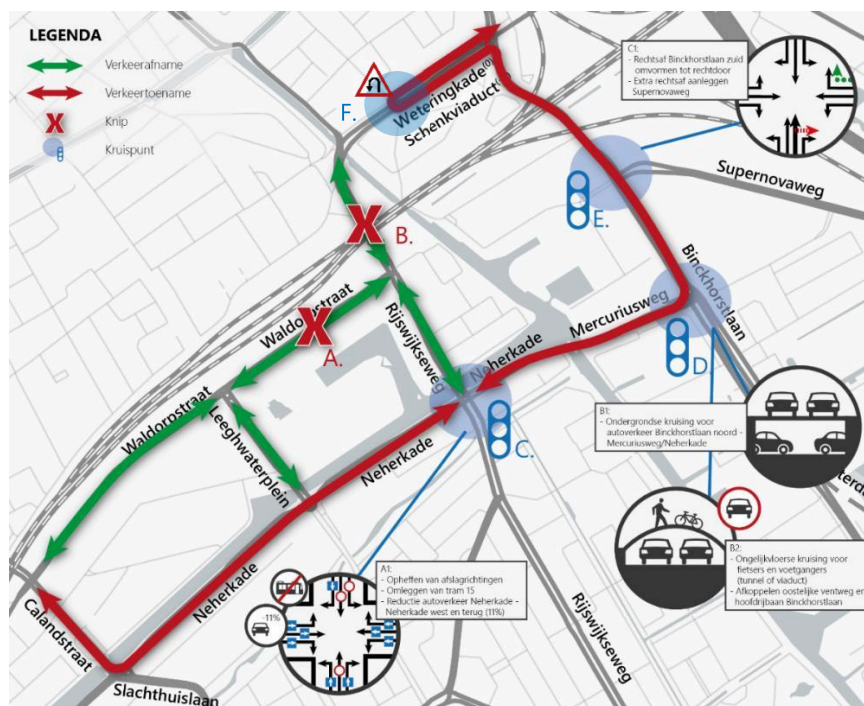 LEGENDA
Verkeerafname
Verkeertoename
X Knip
Kruispunt
C1:
- Rechtsaf Binckhorstlaan zuid
omvormen tot rechtdoor
- Extra rechtsaf aanleggen
Supernovaweg
F.
Weteringkade
Schenkviaduct
X B.
E.
Supernovaweg
Binckhorstlaan
Waldorpstraat
X A.
Rijswijkseweg
Mercuriusweg
Neherkade
D.
C.
B1:
- Ondergrondse kruising voor
autoverkeer Binckhorstlaan noord -
Mercuriusweg/Neherkade
Waldorpstraat
Leeghwaterplein
Neherkade
B2:
- Ongelijkvloerse kruising voor
fietsers en voetgangers
(tunnel of viaduct)
- Afkoppelen oostelijke ventweg en
hoofdrijbaan Binckhorstlaan
A1:
- Opheffen van afslagrichtingen
- Omleggen van tram 15
- Reductie autoverkeer Neherkade -
Neherkade west en terug (11%)
-11%
Neherkade
Calandstraat
Slachthuislaan
Rijswijkseweg